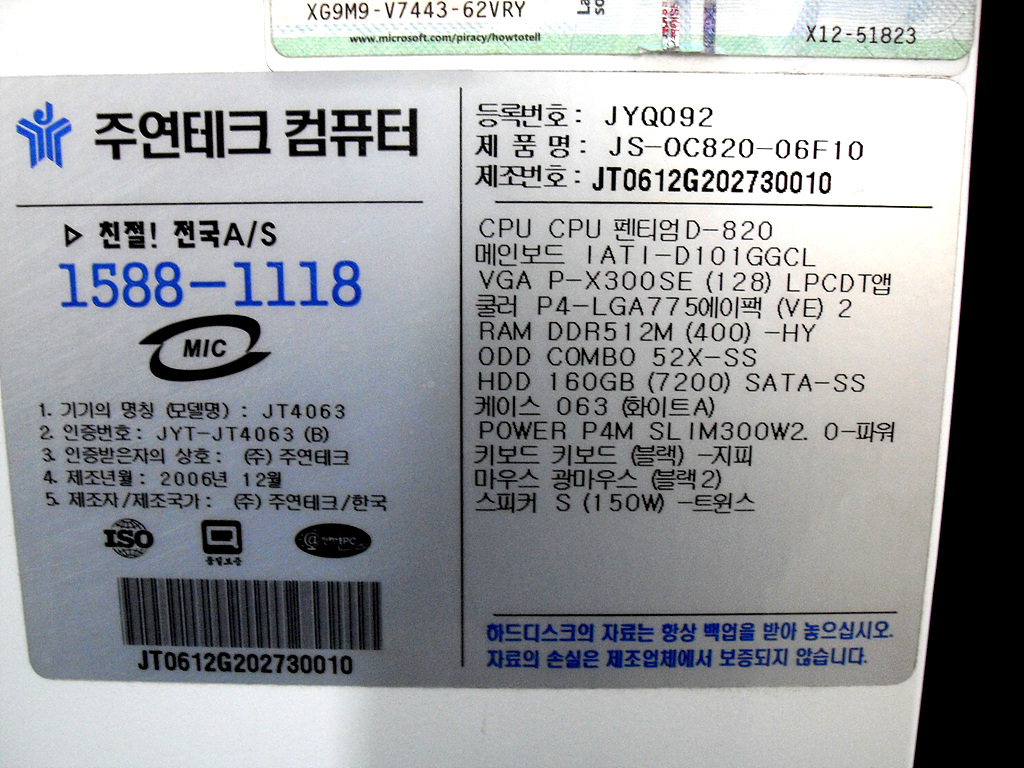 XG9M9-V7443-62VRY
www.microsoft.com/piracy/howtotell
X12-51823
주연테크 컴퓨터
▷ 친절! 전국A/S
1588-1118
MIC
1. 기기의 명칭 (모델명) : JT4063
2. 인증번호: JYT-JT4063 (B)
3. 인증받은자의 상호: (주) 주연테크
4. 제조년월: 2006년 12월
5. 제조자/제조국가: (주) 주연테크/한국
ISO
품질보증
JT0612G202730010
등록번호: JYQ092
제 품 명: JS-OC820-06F10
제조번호: JT0612G202730010
CPU CPU 펜티엄D-820
메인보드 IATI-D101GGCL
VGA P-X300SE (128) LPCDT앱
쿨러 P4-LGA775에이팩 (VE) 2
RAM DDR512M (400) -HY
ODD COMBO 52X-SS
HDD 160GB (7200) SATA-SS
케이스 063 (화이트A)
POWER P4M SLIM300W2. 0-파워
키보드 키보드 (블랙) -지피
마우스 광마우스 (블랙2)
스피커 S (150W) -트윈스
하드디스크의 자료는 항상 백업을 받아 놓으십시오.
자료의 손실은 제조업체에서 보증되지 않습니다.